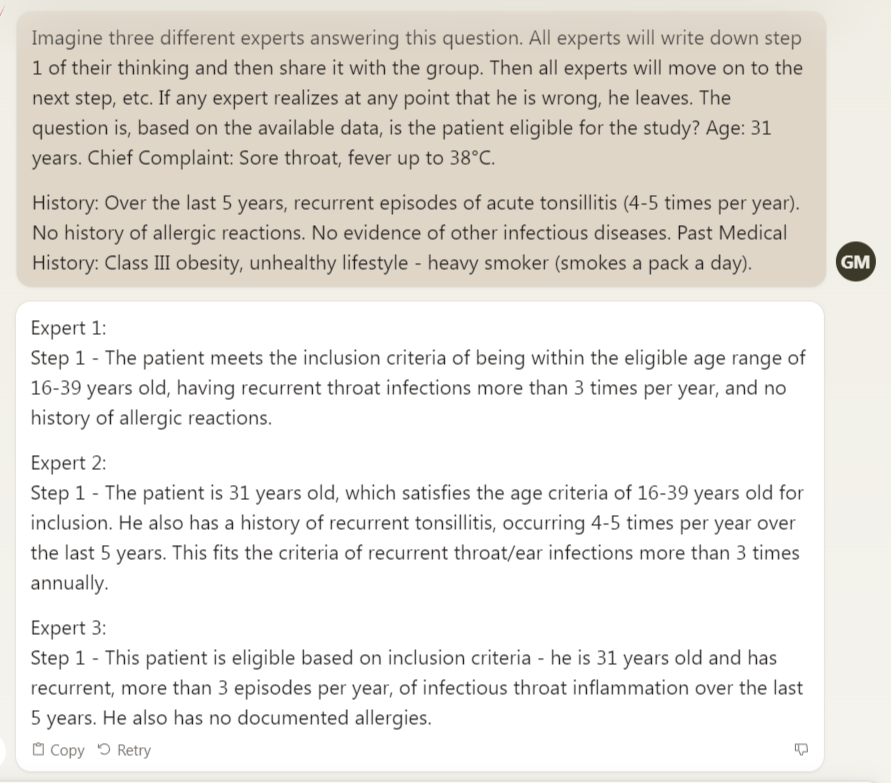 Imagine three different experts answering this question. All experts will write down step
1 of their thinking and then share it with the group. Then all experts will move on to the
next step, etc. If any expert realizes at any point that he is wrong, he leaves. The
question is, based on the available data, is the patient eligible for the study? Age: 31
years. Chief Complaint: Sore throat, fever up to 38°C.
History: Over the last 5 years, recurrent episodes of acute tonsillitis (4-5 times per year).
No history of allergic reactions. No evidence of other infectious diseases. Past Medical
History: Class III obesity, unhealthy lifestyle - heavy smoker (smokes a pack a day).
GM
Expert 1:
Step 1 - The patient meets the inclusion criteria of being within the eligible age range of
16-39 years old, having recurrent throat infections more than 3 times per year, and no
history of allergic reactions.
Expert 2:
Step 1 - The patient is 31 years old, which satisfies the age criteria of 16-39 years old for
inclusion. He also has a history of recurrent tonsillitis, occurring 4-5 times per year over
the last 5 years. This fits the criteria of recurrent throat/ear infections more than 3 times
annually.
Expert 3:
Step 1 - This patient is eligible based on inclusion criteria - he is 31 years old and has
recurrent, more than 3 episodes per year, of infectious throat inflammation over the last
5 years. He also has no documented allergies.
Copy Retry